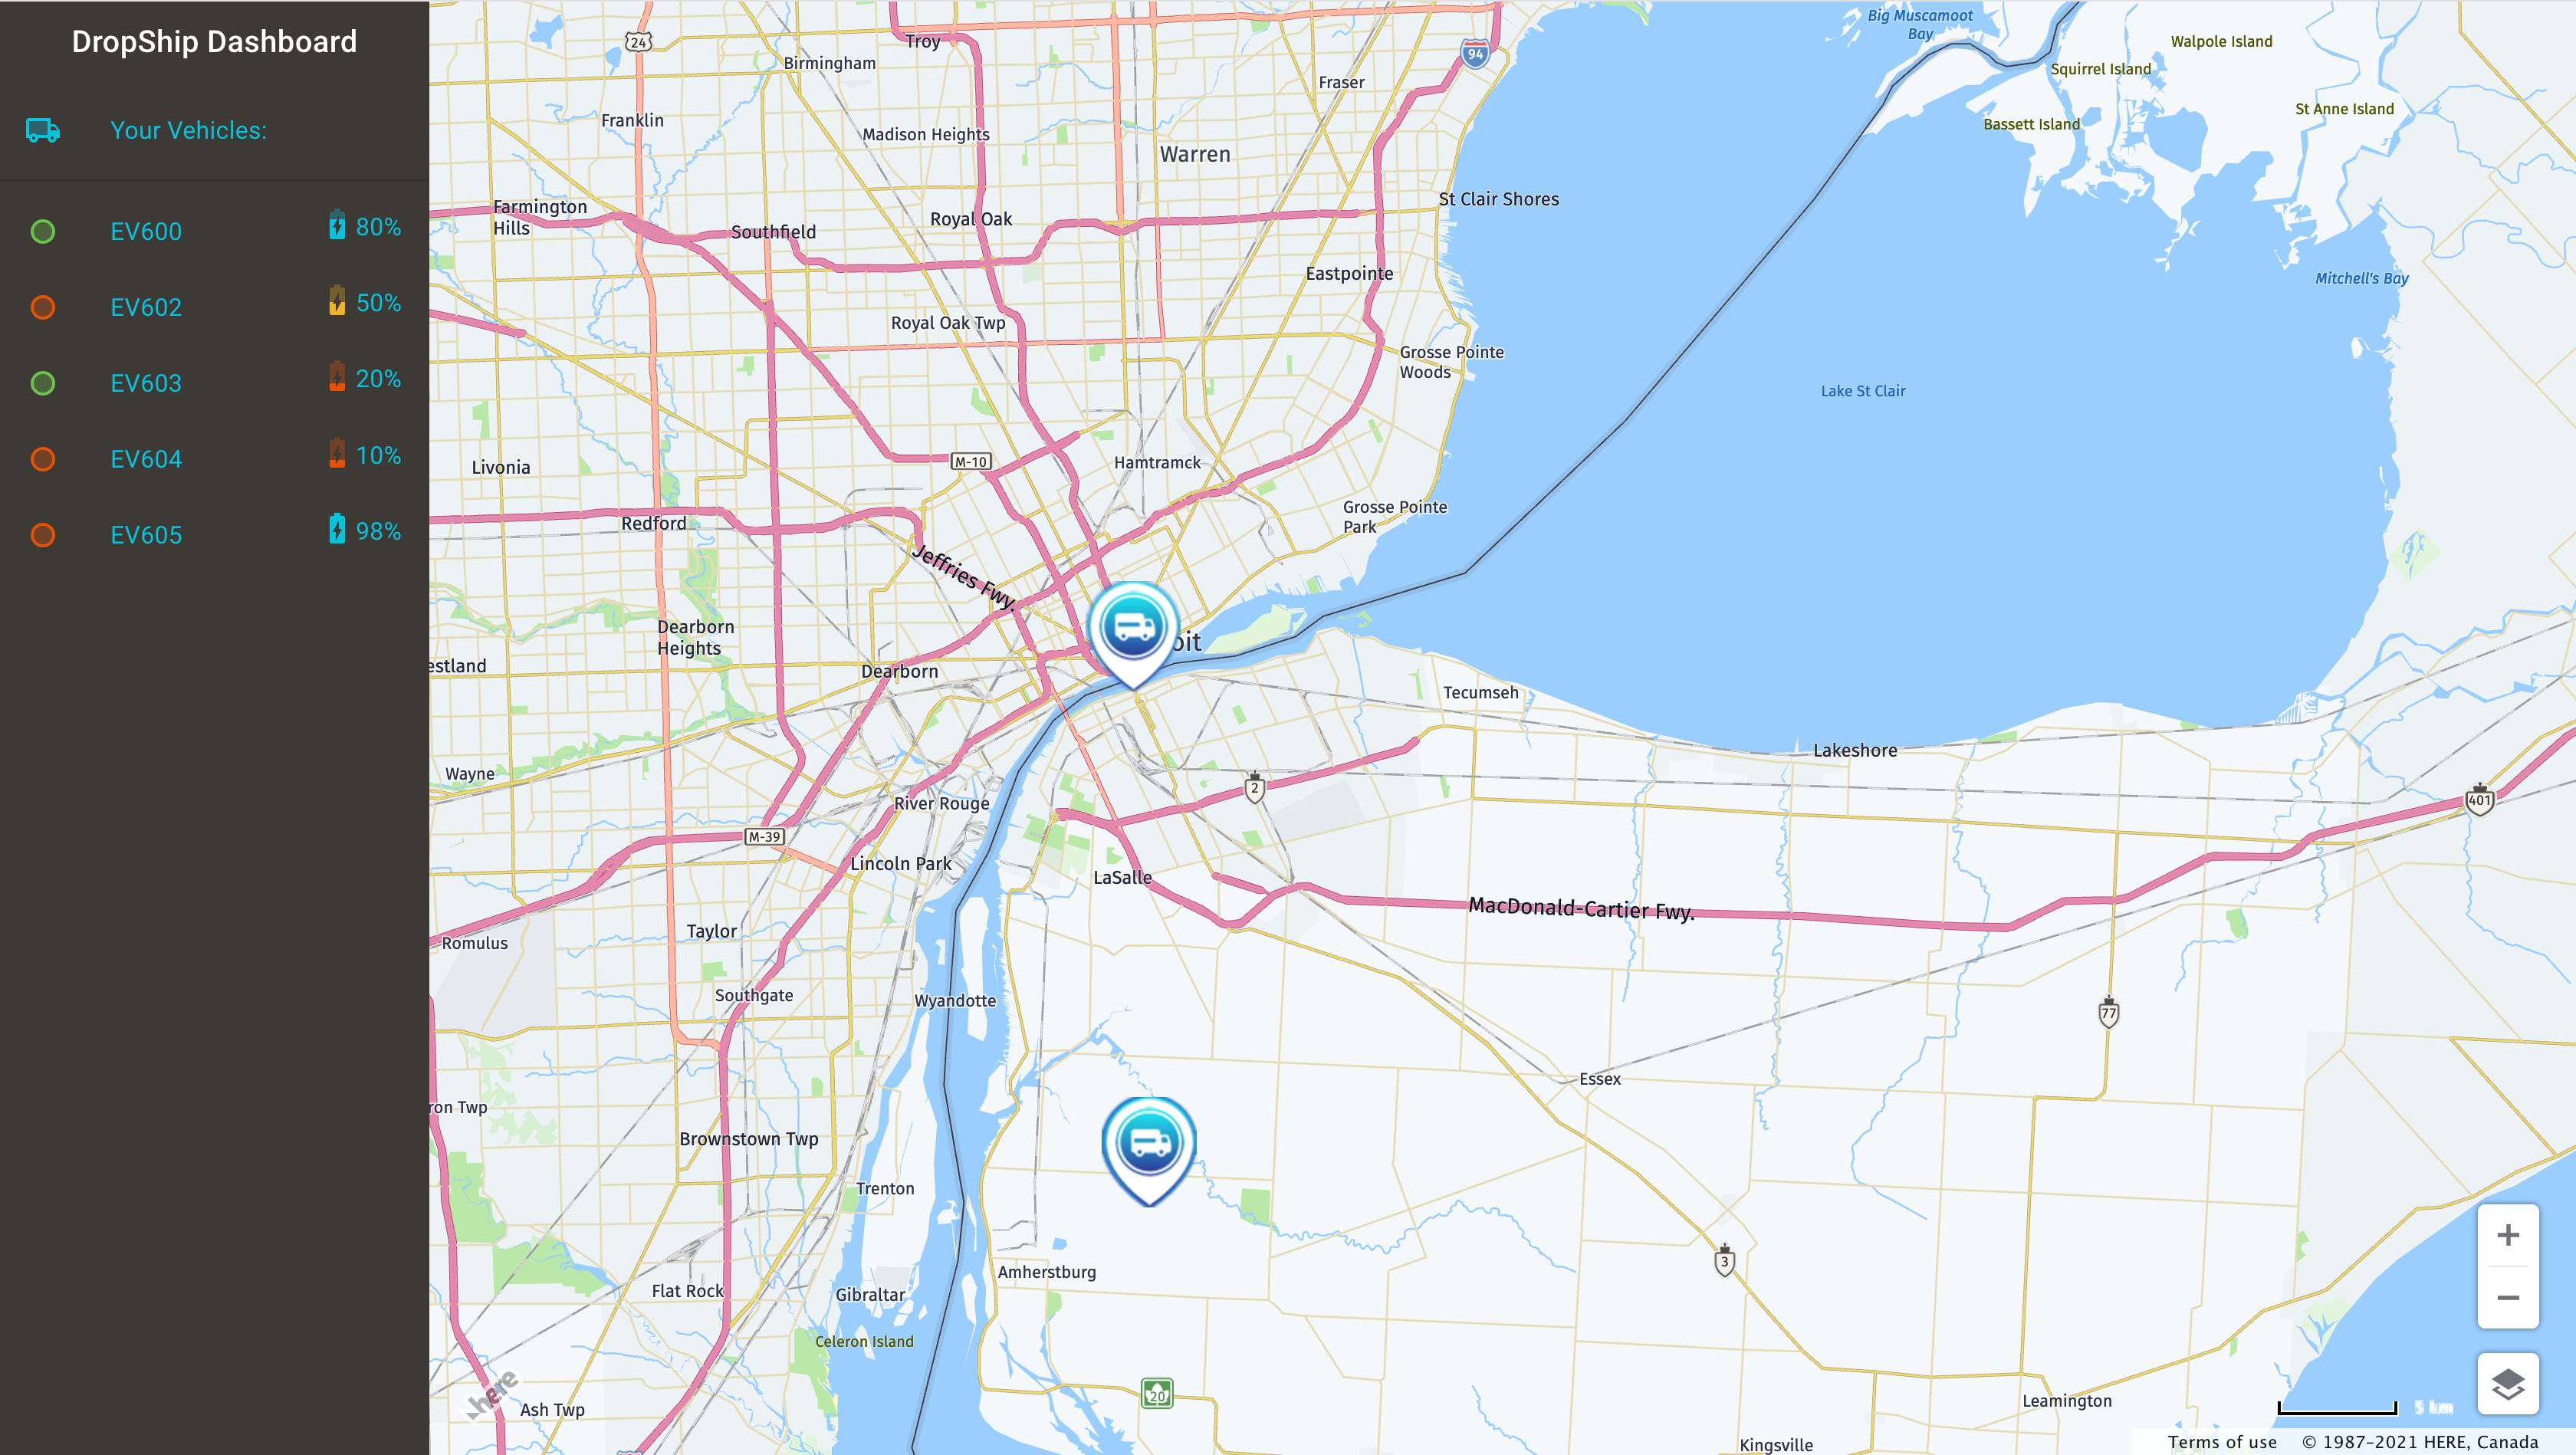 DropShip Dashboard
Your Vehicles:
EV600 80%
EV602 50%
EV603 20%
EV604 10%
EV605 98%
Big Muscamoot
Bay
Walpole Island
24
Troy
94
Birmingham
Squirrel Island
Fraser
St Anne Island
Franklin
Bassett Island
Madison Heights
Warren
St Clair Shores
Farmington
Hills
Royal Oak
Southfield
Eastpointe
Mitchell's Bay
Royal Oak Twp
Grosse Pointe
Woods
Lake St Clair
M-10
Hamtramck
Livonia
Grosse Pointe
Park
Redford
Jeffries Fwy.
Dearborn
Heights
oit
estland
Dearborn
Tecumseh
Lakeshore
Wayne
2
401
River Rouge
M-39
Lincoln Park
LaSalle
MacDonald-Cartier Fwy.
Taylor
Romulus
Southgate
Wyandotte
77
Essex
ron Twp
Brownstown Twp
Trenton
3
Amherstburg
Flat Rock
Gibraltar
Celeron Island
here
20
Leamington
Ash Twp
5 km
Kingsville
Terms of use © 1987-2021 HERE, Canada